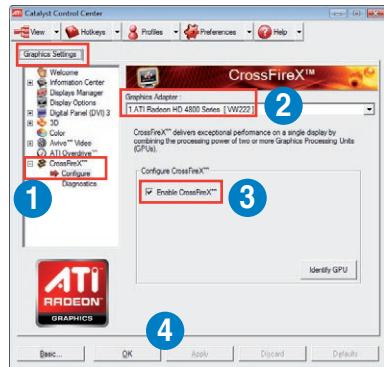 ATI Catalyst Control Center
View Hotkeys Profiles Preferences Help
Graphics Settings
Welcome
Information Center
Displays Manager
Display Options
Digital Panel (DVI) 3
3D
Color
Avivo™ Video
ATI Overdrive™
CrossFireX™
Configure
Diagnostics
1
CrossFireX™
Graphics Adapter :
1.ATI Radeon HD 4800 Series [ VW222 ]
2
CrossFireX™ delivers exceptional performance on a single display by
combining the processing power of two or more Graphics Processing Units
(GPUs).
Configure CrossFireX™
Enable CrossFireX™
3
Identify GPU
ATI
RADEON
GRAPHICS
4
Basic... OK Apply Discard Defaults